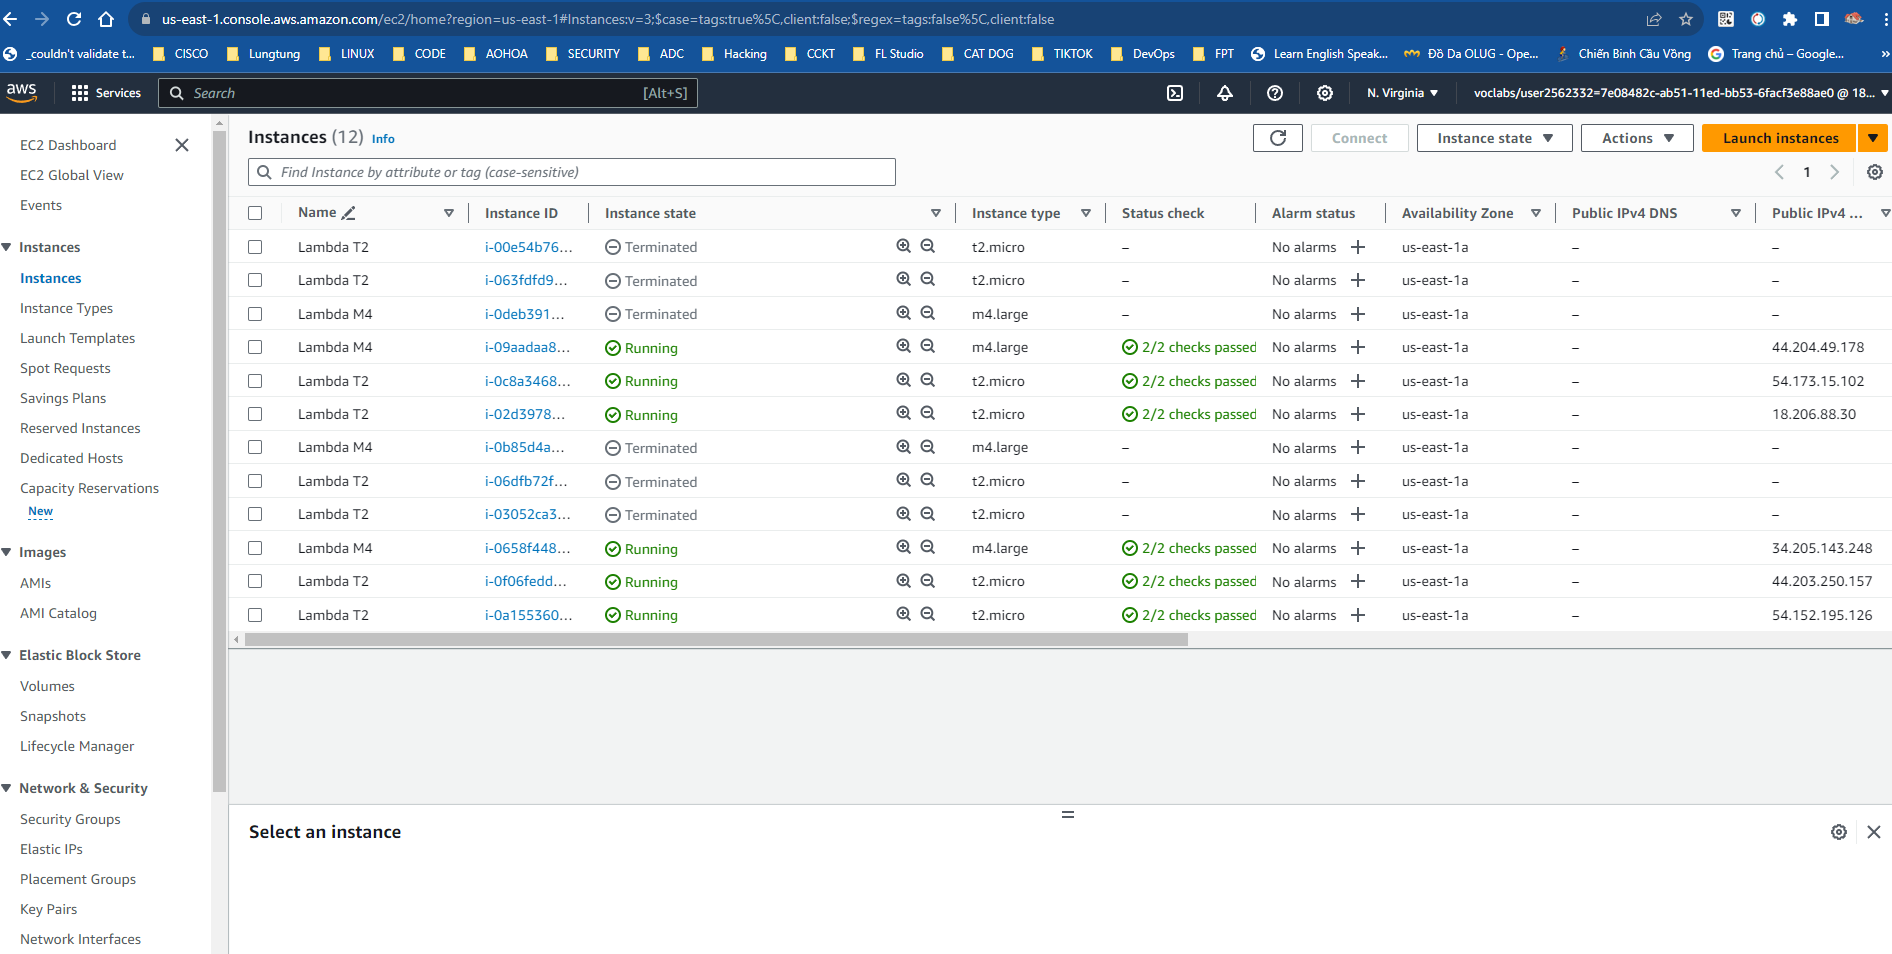 us-east-1.console.aws.amazon.com/ec2/home?region=us-east-1#Instances:v=3;$case=tags:true%5C,client:false;$regex=tags:false%5C,client:false
_couldn't validate t... CISCO Lungtung LINUX CODE AOHOA SECURITY ADC Hacking CCKT FL Studio CAT DOG TIKTOK DevOps FPT Learn English Speak... Đồ Da OLUG - Ope... Chiến Binh Cầu Vồng Trang chủ – Google... »
aws Services Search [Alt+S] N. Virginia voclabs/user2562332=7e08482c-ab51-11ed-bb53-6facf3e88ae0 @ 18...
EC2 Dashboard
EC2 Global View
Events
Instances
Instances
Instance Types
Launch Templates
Spot Requests
Savings Plans
Reserved Instances
Dedicated Hosts
Capacity Reservations
New
Images
AMIs
AMI Catalog
Elastic Block Store
Volumes
Snapshots
Lifecycle Manager
Network & Security
Security Groups
Elastic IPs
Placement Groups
Key Pairs
Network Interfaces
Instances (12) Info Connect Instance state Actions Launch instances
Find Instance by attribute or tag (case-sensitive) 1
Name Instance ID Instance state Instance type Status check Alarm status Availability Zone Public IPv4 DNS Public IPv4 ...
Lambda T2 i-00e54b76... Terminated t2.micro – No alarms us-east-1a – –
Lambda T2 i-063fdfd9... Terminated t2.micro – No alarms us-east-1a – –
Lambda M4 i-0deb391... Terminated m4.large – No alarms us-east-1a – –
Lambda M4 i-09aadaa8... Running m4.large 2/2 checks passed No alarms us-east-1a – 44.204.49.178
Lambda T2 i-0c8a3468... Running t2.micro 2/2 checks passed No alarms us-east-1a – 54.173.15.102
Lambda T2 i-02d3978... Running t2.micro 2/2 checks passed No alarms us-east-1a – 18.206.88.30
Lambda M4 i-0b85d4a... Terminated m4.large – No alarms us-east-1a – –
Lambda T2 i-06dfb72f... Terminated t2.micro – No alarms us-east-1a – –
Lambda T2 i-03052ca3... Terminated t2.micro – No alarms us-east-1a – –
Lambda M4 i-0658f448... Running m4.large 2/2 checks passed No alarms us-east-1a – 34.205.143.248
Lambda T2 i-0f06fedd... Running t2.micro 2/2 checks passed No alarms us-east-1a – 44.203.250.157
Lambda T2 i-0a155360... Running t2.micro 2/2 checks passed No alarms us-east-1a – 54.152.195.126
Select an instance